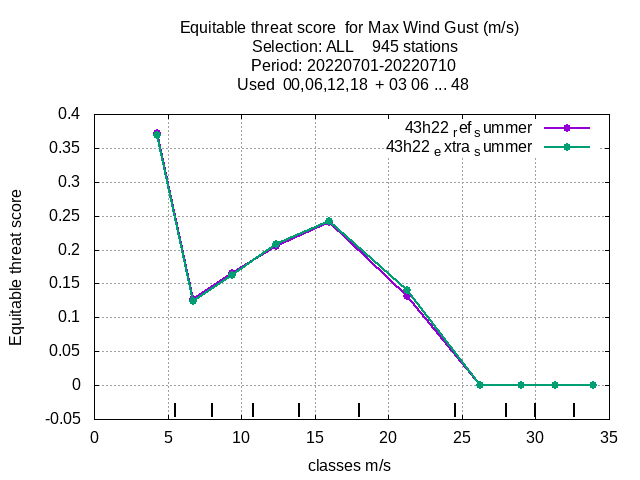 Equitable threat score  for Max Wind Gust (m/s)
Selection: ALL    945 stations
Period: 20220701-20220710
Used  00,06,12,18  + 03 06 ... 48
43h22 ref summer
43h22 extra summer
0.4
0.35
0.3
0.25
0.2
0.15
0.1
0.05
0
-0.05
Equitable threat score
0 5 10 15 20 25 30 35
classes m/s